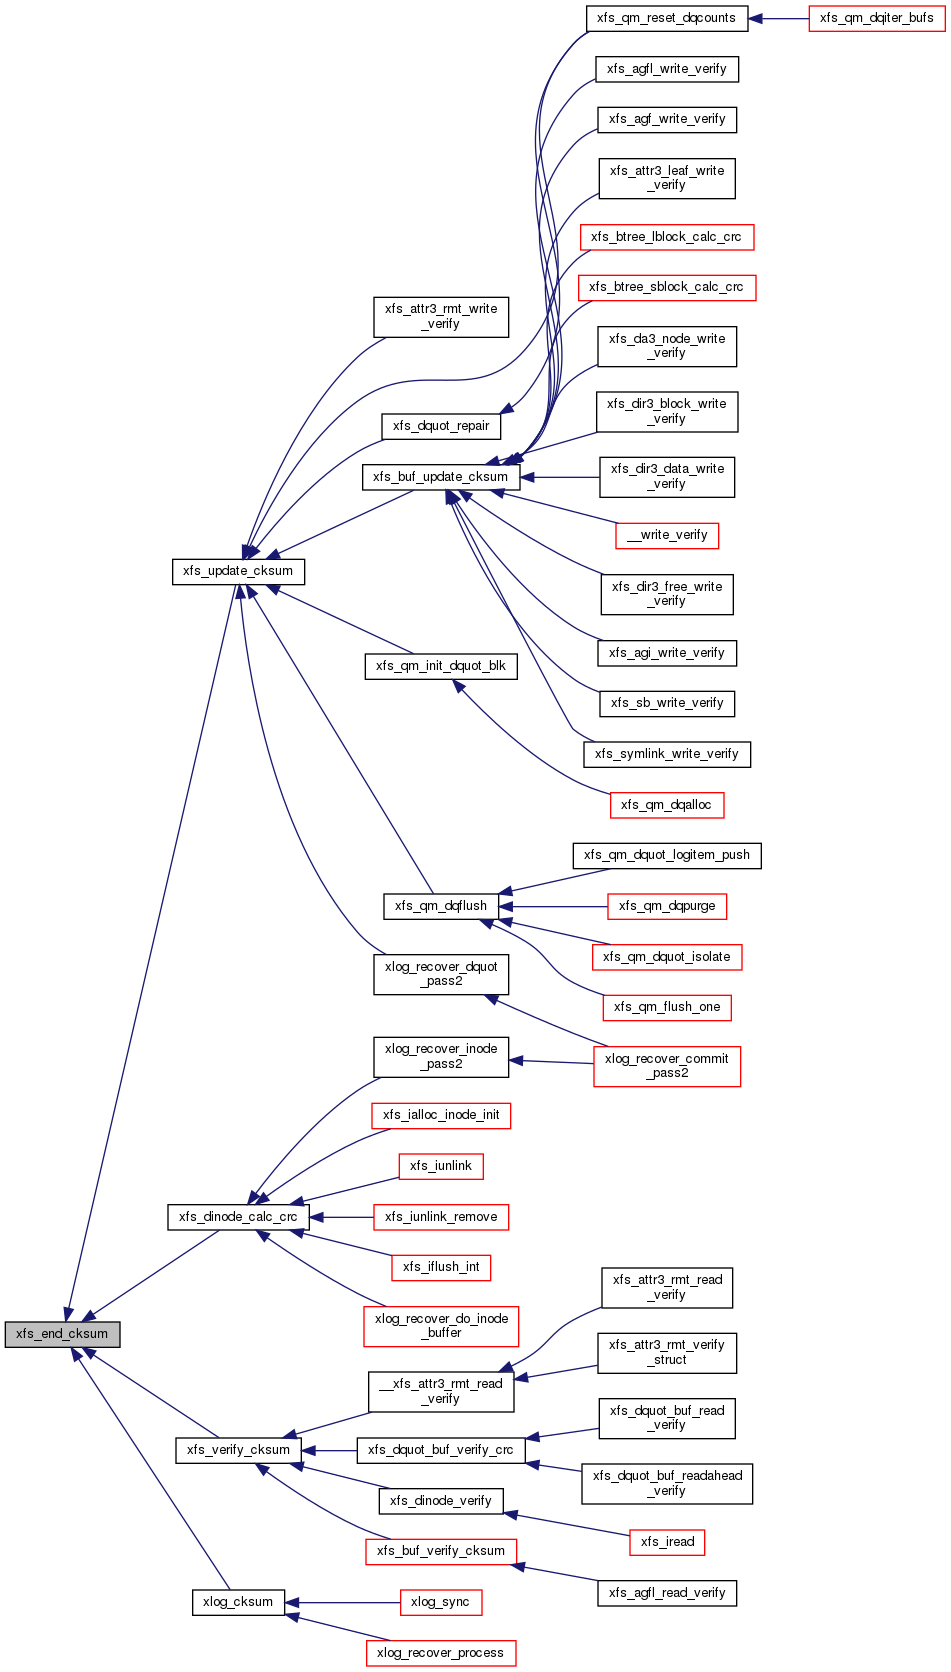 xfs_qm_reset_dqcounts
xfs_qm_dqiter_bufs
xfs_agfl_write_verify
xfs_agf_write_verify
xfs_attr3_leaf_write
_verify
xfs_btree_lblock_calc_crc
xfs_btree_sblock_calc_crc
xfs_attr3_rmt_write
_verify
xfs_da3_node_write
_verify
xfs_dir3_block_write
_verify
xfs_dquot_repair
xfs_buf_update_cksum
xfs_dir3_data_write
_verify
__write_verify
xfs_update_cksum
xfs_dir3_free_write
_verify
xfs_agi_write_verify
xfs_qm_init_dquot_blk
xfs_sb_write_verify
xfs_symlink_write_verify
xfs_qm_dqalloc
xfs_qm_dquot_logitem_push
xfs_qm_dqflush
xfs_qm_dqpurge
xfs_qm_dquot_isolate
xlog_recover_dquot
_pass2
xfs_qm_flush_one
xlog_recover_inode
_pass2
xlog_recover_commit
_pass2
xfs_ialloc_inode_init
xfs_iunlink
xfs_dinode_calc_crc
xfs_iunlink_remove
xfs_iflush_int
xfs_attr3_rmt_read
_verify
xlog_recover_do_inode
_buffer
xfs_end_cksum
xfs_attr3_rmt_verify
_struct
__xfs_attr3_rmt_read
_verify
xfs_dquot_buf_read
_verify
xfs_verify_cksum
xfs_dquot_buf_verify_crc
xfs_dquot_buf_readahead
_verify
xfs_dinode_verify
xfs_iread
xfs_buf_verify_cksum
xfs_agfl_read_verify
xlog_cksum
xlog_sync
xlog_recover_process